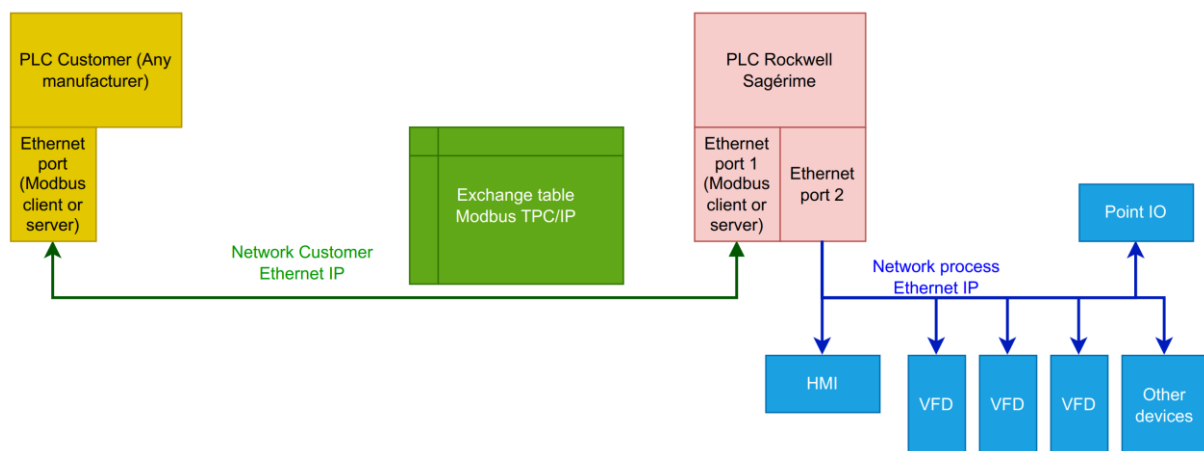 PLC Customer (Any
manufacturer)
Ethernet
port
(Modbus
client or
server)
Network Customer
Ethernet IP
Exchange table
Modbus TPC/IP
PLC Rockwell
Sagérime
Ethernet
port 1
(Modbus
client or
server)
Ethernet
port 2
Network process
Ethernet IP
Point IO
HMI
VFD
VFD
VFD
Other
devices